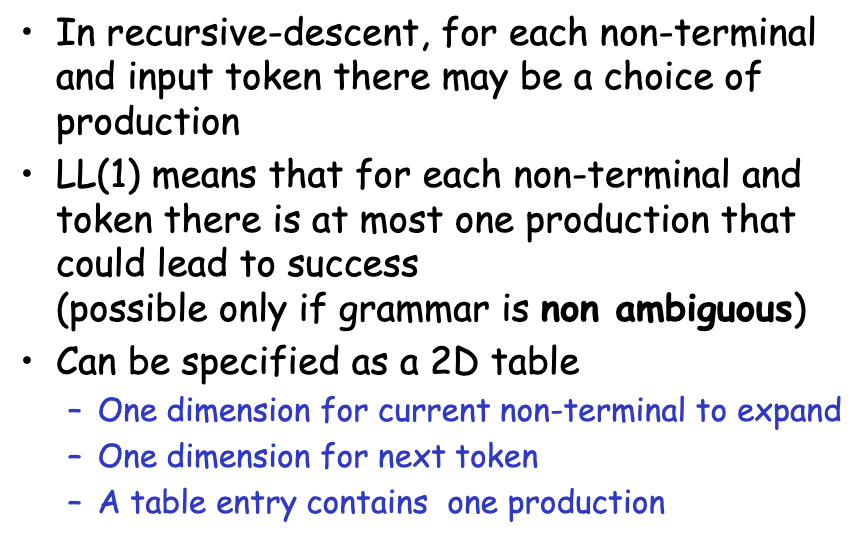 • In recursive-descent, for each non-terminal
and input token there may be a choice of
production
• LL(1) means that for each non-terminal and
token there is at most one production that
could lead to success
(possible only if grammar is non ambiguous)
• Can be specified as a 2D table
– One dimension for current non-terminal to expand
– One dimension for next token
– A table entry contains one production